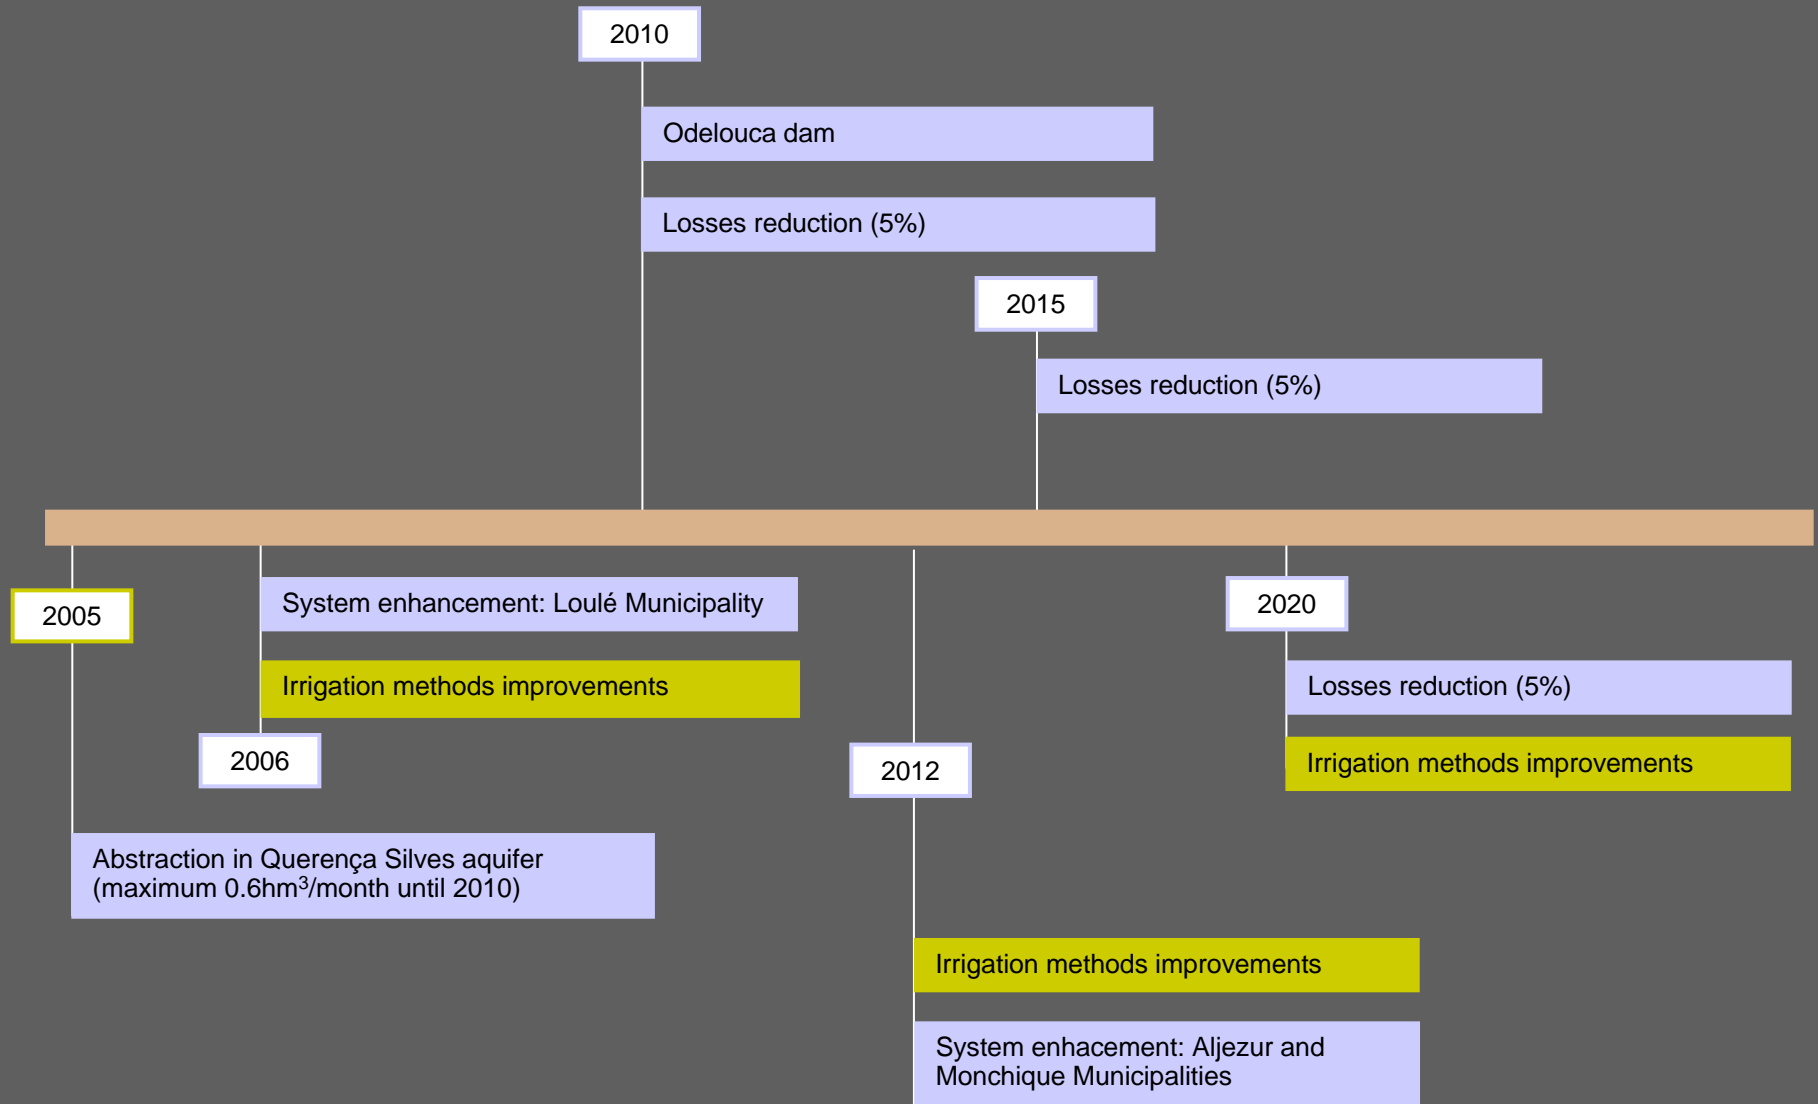 2010
Odelouca dam
Losses reduction (5%)
2015
Losses reduction (5%)
2005
System enhancement: Loulé Municipality
Irrigation methods improvements
2006
Abstraction in Querença Silves aquifer
(maximum 0.6hm³/month until 2010)
2012
Irrigation methods improvements
System enhacement: Aljezur and
Monchique Municipalities
2020
Losses reduction (5%)
Irrigation methods improvements